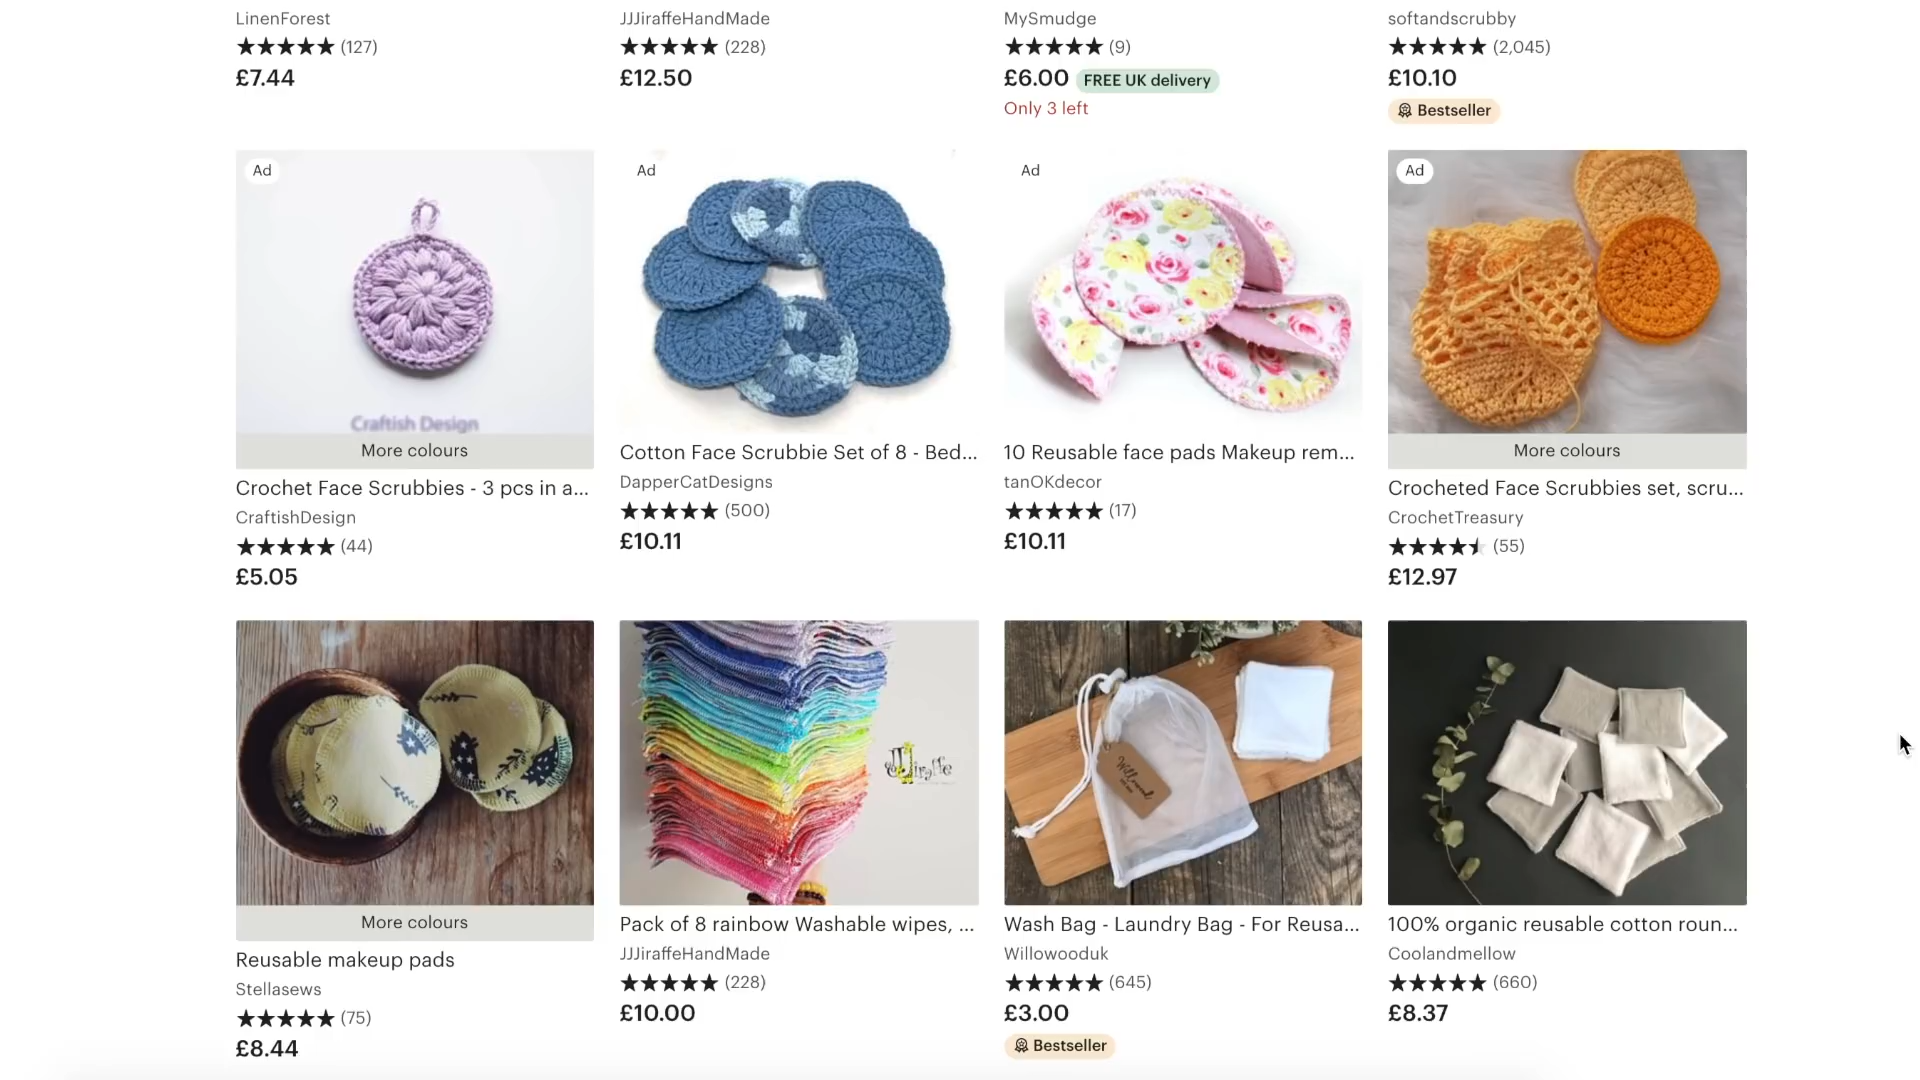 LinenForest
★★★★★ (127)
£7.44
JJJiraffeHandMade
★★★★★ (228)
£12.50
MySmudge
★★★★★ (9)
£6.00 FREE UK delivery
Only 3 left
softandscrubby
★★★★★ (2,045)
£10.10
Bestseller
Ad
Craftish Design
More colours
Crochet Face Scrubbies - 3 pcs in a...
CraftishDesign
★★★★★ (44)
£5.05
Ad
Cotton Face Scrubbie Set of 8 - Bed...
DapperCatDesigns
★★★★★ (500)
£10.11
Ad
10 Reusable face pads Makeup rem...
tanOKdecor
★★★★★ (17)
£10.11
Ad
More colours
Crocheted Face Scrubbies set, scru...
CrochetTreasury
(55)
£12.97
More colours
Reusable makeup pads
Stellasews
★★★★★ (75)
£8.44
JJJiraffe
Pack of 8 rainbow Washable wipes, ...
JJJiraffeHandMade
★★★★★ (228)
£10.00
Wash Bag - Laundry Bag - For Reusa...
Willowooduk
★★★★★ (645)
£3.00
Bestseller
100% organic reusable cotton roun...
Coolandmellow
★★★★★ (660)
£8.37